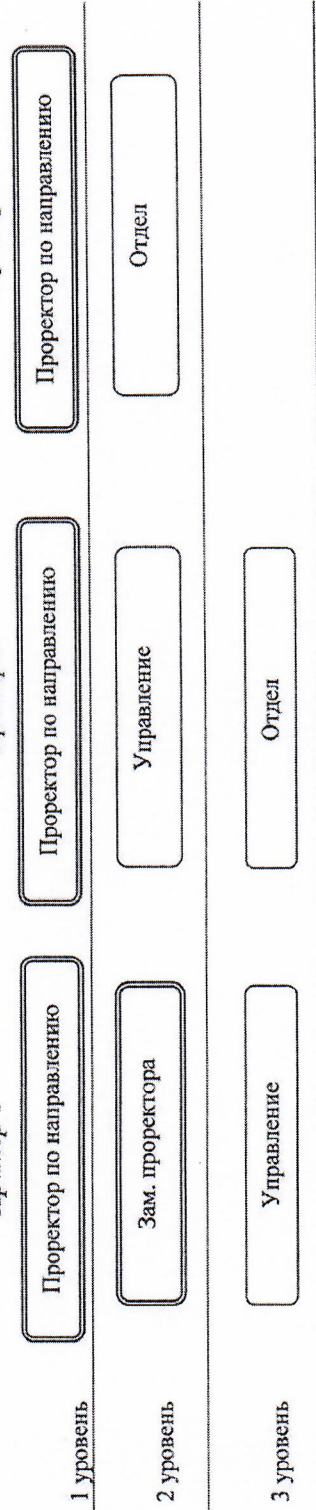 Проректор по направлению
Проректор по направлению
Проректор по направлению
1 уровень
Зам. проректора
Управление
Отдел
2 уровень
Управление
Отдел
3 уровень